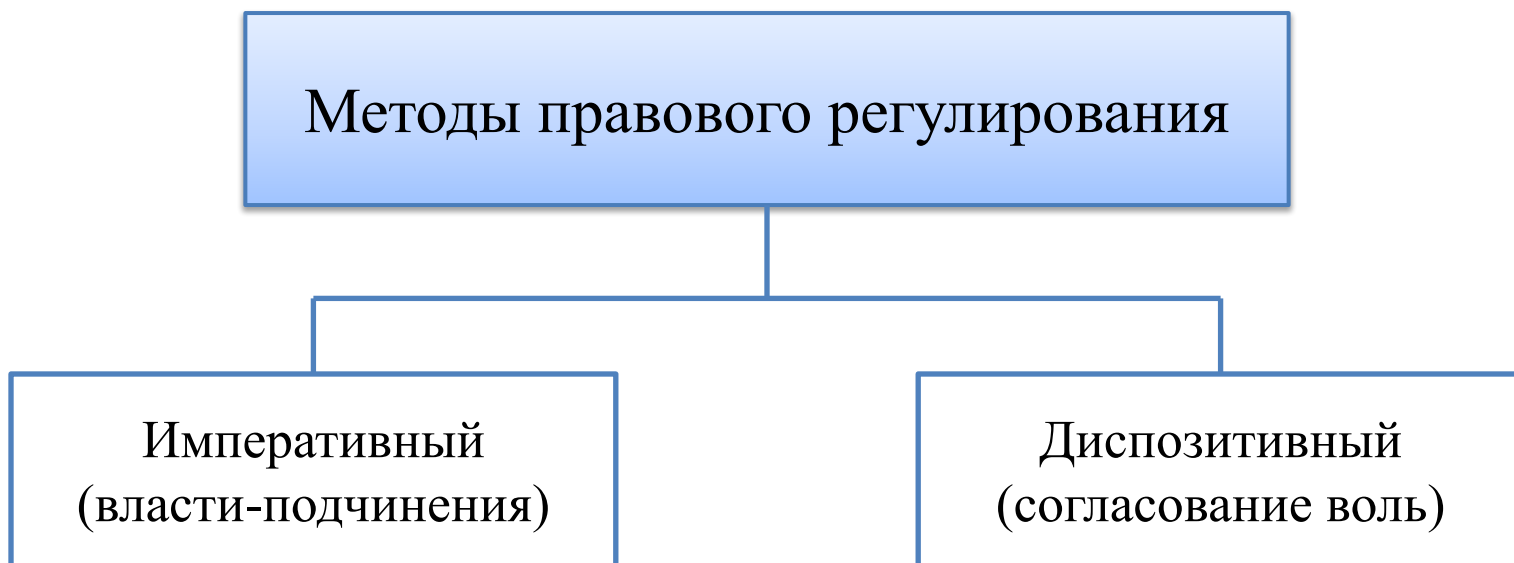 Методы правового регулирования
Императивный
(власти-подчинения)
Диспозитивный
(согласование воль)